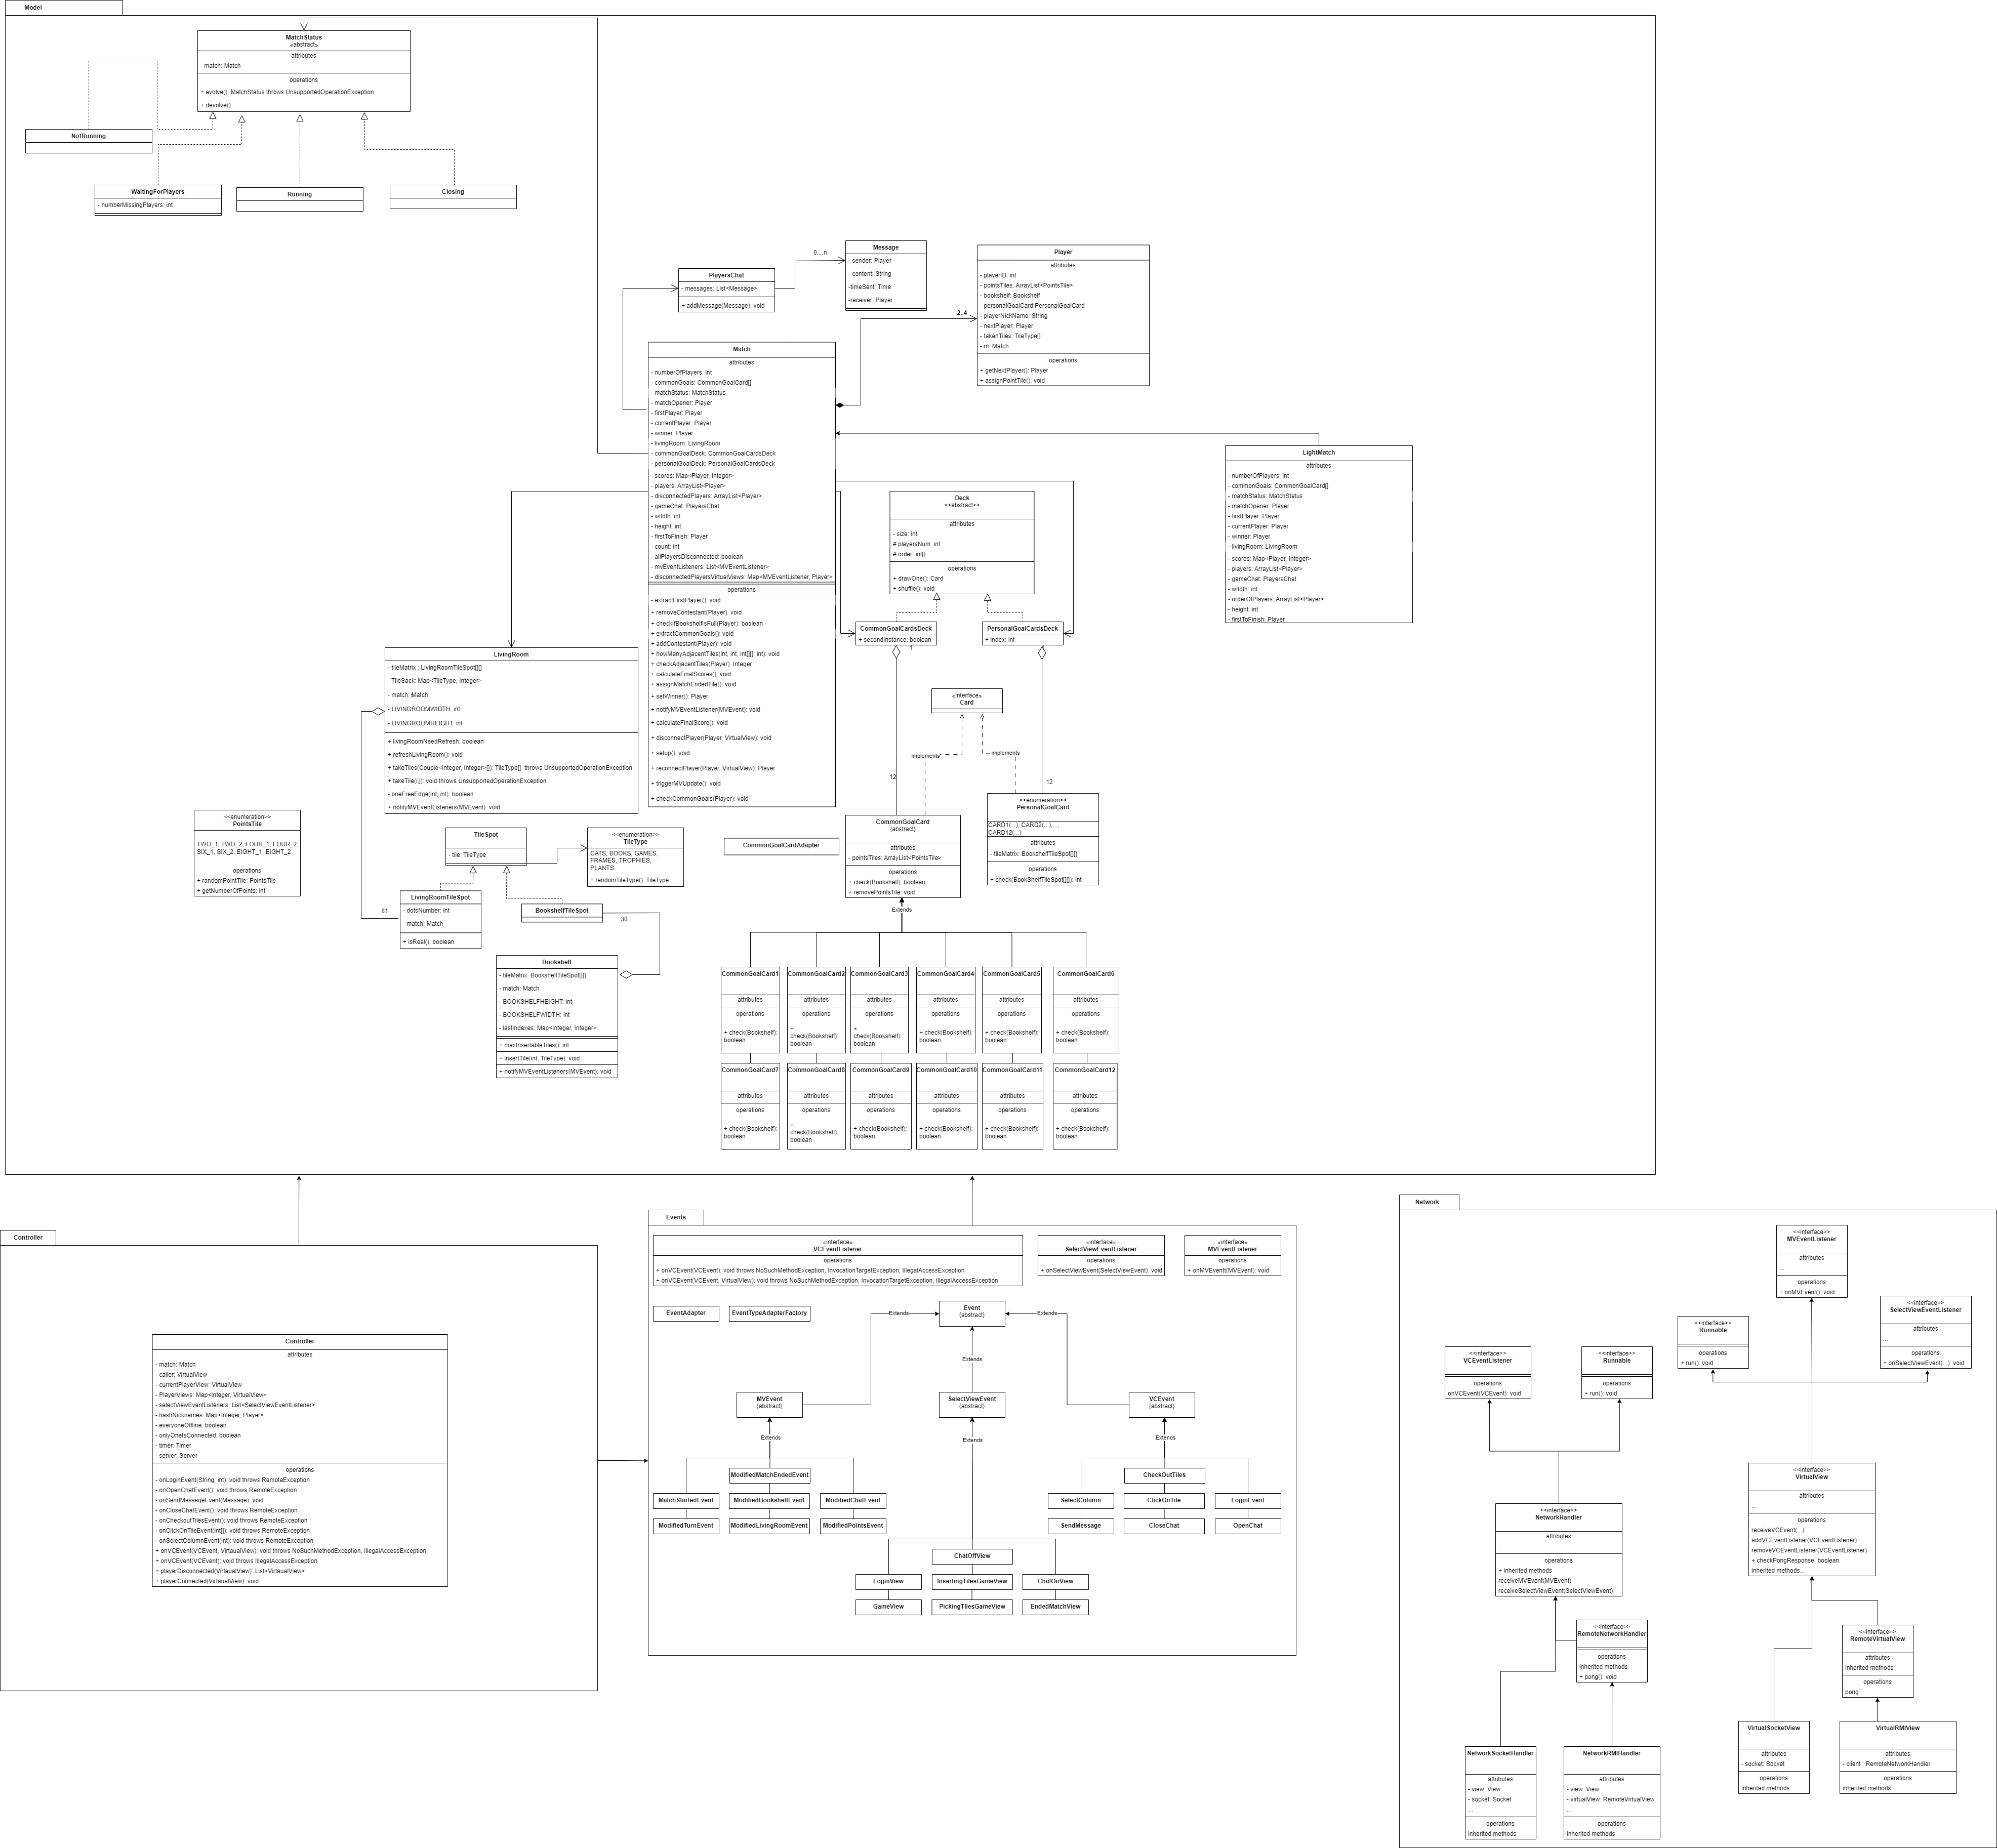 Model
MatchStatus
«abstract»
attributes
- match: Match
operations
+ evolve(): MatchStatus throws UnsupportedOperationException
+ devolve()
NotRunning
WaitingForPlayers
- numberMissingPlayers: int
Running
Closing
PlayersChat
- messages: List<Message>
+ addMessage(Message): void
0....n
Message
- sender: Player
- content: String
-timeSent: Time
-receiver: Player
Player
attributes
- playerID: int
- pointsTiles: ArrayList<PointsTile>
- bookshelf: Bookshelf
- personalGoalCard:PersonalGoalCard
- playerNickName: String
- nextPlayer: Player
- takenTiles: TileType[]
- m: Match
operations
+ getNextPlayer(): Player
+ assignPointTile(): void
2..4
Match
attributes
- numberOfPlayers: int
- commonGoals: CommonGoalCard[]
- matchStatus: MatchStatus
- matchOpener: Player
- firstPlayer: Player
- currentPlayer: Player
- winner: Player
- livingRoom: LivingRoom
- commonGoalDeck: CommonGoalCardsDeck
- personalGoalDeck: PersonalGoalCardsDeck
- scores: Map<Player, Integer>
- players: ArrayList<Player>
- disconnectedPlayers: ArrayList<Player>
- gameChat: PlayersChat
- witdth: int
- height: int
- firstToFinish: Player
- count: int
- allPlayersDisconnected: boolean
- mvEventListeners: List<MVEventListener>
- disconnectedPlayersVirtualViews: Map<MVEventListener, Player>
operations
- extractFirstPlayer(): void
+ removeContestant(Player): void
+ checkIfBookshelfIsFull(Player): boolean
+ extractCommonGoals(): void
+ addContestant(Player): void
+ howManyAdjacentTiles(int, int, int[][], int): void
+ checkAdjacentTiles(Player): Integer
+ calculateFinalScores(): void
+ assignMatchEndedTile(): void
+ setWinner(): Player
+ notifyMVEventListener(MVEvent): void
+ calculateFinalScore(): void
+ disconnectPlayer(Player, VirtualView): void
+ setup(): void
+ reconnectPlayer(Player, VirtualView): Player
+ triggerMVUpdate(): void
+ checkCommonGoals(Player): void
LightMatch
attributes
- numberOfPlayers: int
- commonGoals: CommonGoalCard[]
- matchStatus: MatchStatus
- matchOpener: Player
- firstPlayer: Player
- currentPlayer: Player
- winner: Player
- livingRoom: LivingRoom
- scores: Map<Player, Integer>
- players: ArrayList<Player>
- gameChat: PlayersChat
- witdth: int
- orderOfPlayers: ArrayList<Player>
- height: int
- firstToFinish: Player
Deck
<<abstract>>
attributes
- size: int
# playersNum: int
# order: int[]
operations
+ drawOne(): Card
+ shuffle(): void
CommonGoalCardsDeck
+ secondInstance: boolean
1
PersonalGoalCardsDeck
+ index: int
«interface»
Card
implements
implements
12
12
LivingRoom
- tileMatrix : LivingRoomTileSpot[][]
- TileSack: Map<TileType, Integer>
- match: Match
- LIVINGROOMWIDTH: int
- LIVINGROOMHEIGHT: int
+ livingRoomNeedRefresh: boolean
+ refreshLivingRoom(): void
+ takeTiles(Couple<Integer, Integer>[]): TileType[] throws UnsupportedOperationException
+ takeTile(i,j): void throws UnsupportedOperationException
- oneFreeEdge(int, int): boolean
+ notifyMVEventListeners(MVEvent): void
<<enumeration>>
PointsTile
TWO_1, TWO_2, FOUR_1, FOUR_2,
SIX_1, SIX_2, EIGHT_1, EIGHT_2
operations
+ randomPointTile: PointsTile
+ getNumberOfPoints: int
TileSpot
- tile: TileType
<<enumeration>>
TileType
CATS, BOOKS, GAMES,
FRAMES, TROPHIES,
PLANTS
+ randomTileType(): TileType
81
LivingRoomTileSpot
- dotsNumber: int
- match: Match
+ isReal(): boolean
BookshelfTileSpot
30
Bookshelf
- tileMatrix: BookshelfTileSpot[][]
- match: Match
- BOOKSHELFHEIGHT: int
- BOOKSHELFWIDTH: int
- lastIndexes: Map<Integer, Integer>
+ maxInsertableTiles(): int
+ insertTile(int, TileType): void
+ notifyMVEventListeners(MVEvent): void
CommonGoalCardAdapter
CommonGoalCard
(abstract)
attributes
- pointsTiles: ArrayList<PointsTile>
operations
+ check(Bookshelf): boolean
+ removePointsTile: void
<<enumeration>>
PersonalGoalCard
CARD1(...), CARD2(...),...,
CARD12(...)
attributes
- tileMatrix: BookshelfTileSpot[][]
operations
+ check(BookShelfTileSpot[][]): int
Extends
CommonGoalCard1
attributes
operations
+ check(Bookshelf):
boolean
CommonGoalCard2
attributes
operations
+
check(Bookshelf):
boolean
CommonGoalCard3
attributes
operations
+
check(Bookshelf):
boolean
CommonGoalCard4
attributes
operations
+ check(Bookshelf):
boolean
CommonGoalCard5
attributes
operations
+ check(Bookshelf):
boolean
CommonGoalCard6
attributes
operations
+ check(Bookshelf):
boolean
CommonGoalCard7
attributes
operations
+ check(Bookshelf):
boolean
CommonGoalCard8
attributes
operations
+
check(Bookshelf):
boolean
CommonGoalCard9
attributes
operations
+ check(Bookshelf):
boolean
CommonGoalCard10
attributes
operations
+ check(Bookshelf):
boolean
CommonGoalCard11
attributes
operations
+ check(Bookshelf):
boolean
CommonGoalCard12
attributes
operations
+ check(Bookshelf):
boolean
Controller
Controller
attributes
- match: Match
- caller: VirtualView
- currentPlayerView: VirtualView
- PlayerViews: Map<Integer, VirtualView>
- selectViewEventListeners: List<SelectViewEventListener>
- hashNicknames: Map<Integer, Player>
- everyoneOffline: boolean
- onlyOneIsConnected: boolean
- timer: Timer
- server: Server
operations
- onLoginEvent(String, int): void throws RemoteException
- onOpenChatEvent(): void throws RemoteException
- onSendMessageEvent(Message): void
- onCloseChatEvent(): void throws RemoteException
- onCheckoutTilesEvent(): void throws RemoteException
- onClickOnTileEvent(int[]): void throws RemoteException
- onSelectColumnEvent(int): void throws RemoteException
+ onVCEvent(VCEvent, VirtaualView): void throws NoSuchMethodException, IllegalAccessException
+ onVCEvent(VCEvent): void throws IllegalAccessException
+ playerDisconnected(VirtaualView): List<VirtaualView>
+ playerConnected(VirtaualView): void
Events
«interface»
VCEventListener
operations
+ onVCEvent(VCEvent): void throws NoSuchMethodException, InvocationTargetException, IllegalAccessException
+ onVCEvent(VCEvent, VirtualView): void throws NoSuchMethodException, InvocationTargetException, IllegalAccessException
«interface»
SelectViewEventListener
operations
+ onSelectViewEvent(SelectViewEvent): void
«interface»
MVEventListener
operations
+ onMVEventt(MVEvent): void
EventAdapter
EventTypeAdapterFactory
Event
(abstract)
Extends
Extends
Extends
MVEvent
(abstract)
SelectViewEvent
(abstract)
VCEvent
(abstract)
Extends
Extends
Extends
ModifiedMatchEndedEvent
MatchStartedEvent
ModifiedBookshelfEvent
ModifiedChatEvent
ModifiedTurnEvent
ModifiedLivingRoomEvent
ModifiedPointsEvent
CheckOutTiles
SelectColumn
ClickOnTile
LoginEvent
SendMessage
CloseChat
OpenChat
ChatOffView
LoginView
InsertingTilesGameView
ChatOnView
GameView
PickingTilesGameView
EndedMatchView
Network
<<interface>>
MVEventListener
attributes
...
operations
+ onMVEvent(): void
<<interface>>
SelectViewEventListener
attributes
...
operations
+ onSelectViewEvent(...): void
<<interface>>
Runnable
operations
+ run(): void
<<interface>>
VCEventListener
operations
onVCEvent(VCEvent): void
<<interface>>
Runnable
operations
+ run(): void
<<interface>>
VirtualView
attributes
...
operations
receiveVCEvent(...)
addVCEventListener(VCEventListener)
removeVCEventListener(VCEventListener)
+ checkPongResponse: boolean
inherited methods...
<<interface>>
NetworkHandler
attributes
...
operations
+ inherited methods
receiveMVEvent(MVEvent)
receiveSelectViewEvent(SelectViewEvent)
<<interface>>
RemoteNetworkHandler
operations
inherited methods
+ pong(): void
<<interface>>
RemoteVirtualView
attributes
inherited methods
operations
pong
VirtualSocketView
attributes
- socket: Socket
operations
inherited methods
VirtualRMIView
attributes
- client : RemoteNetworkHandler
operations
inherited methods
NetworkSocketHandler
attributes
- view: View
- socket: Socket
...
operations
inherited methods
NetworkRMIHandler
attributes
- view: View
- virtualView: RemoteVirtualView
...
operations
inherited methods